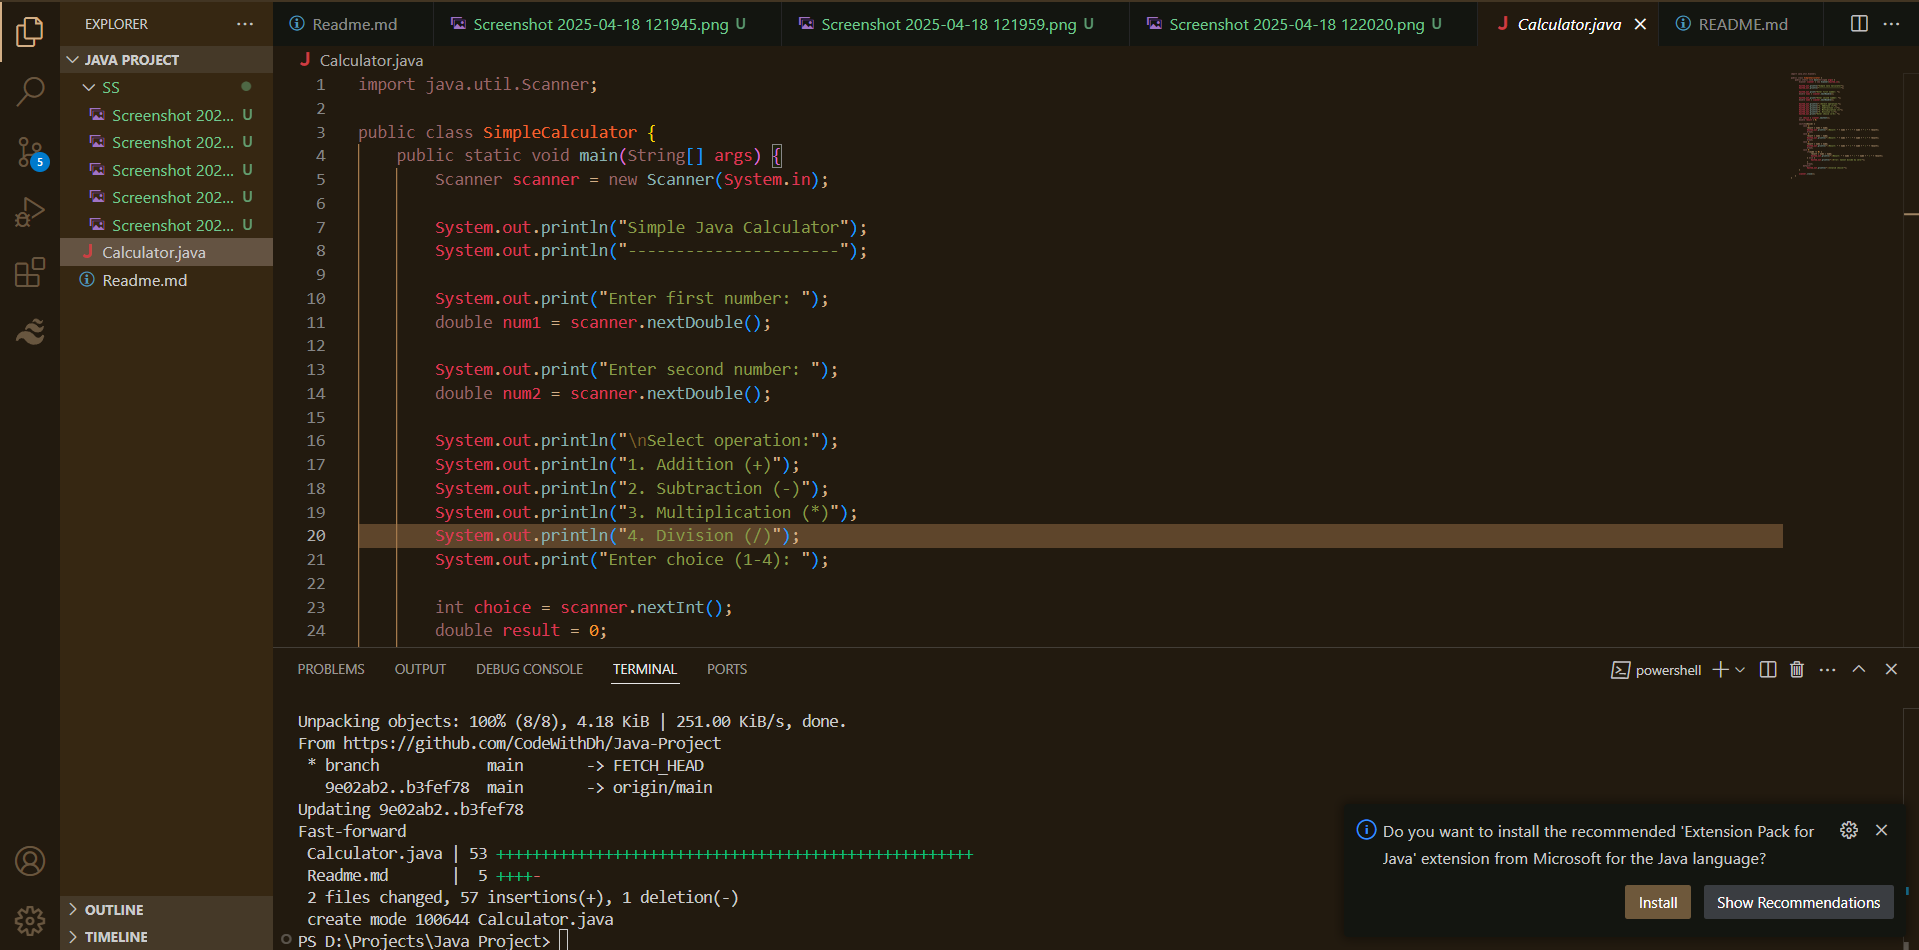 EXPLORER
JAVA PROJECT
SS
Screenshot 202... U
Screenshot 202... U
Screenshot 202... U
Screenshot 202... U
Screenshot 202... U
Calculator.java
Readme.md
5
OUTLINE
TIMELINE
Readme.md
Screenshot 2025-04-18 121945.png U
Screenshot 2025-04-18 121959.png U
Screenshot 2025-04-18 122020.png U
Calculator.java
README.md
Calculator.java
1 import java.util.Scanner;
2
3 public class SimpleCalculator {
4 public static void main(String[] args) {
5 Scanner scanner = new Scanner(System.in);
6
7 System.out.println("Simple Java Calculator");
8 System.out.println("----------------------");
9
10 System.out.print("Enter first number: ");
11 double num1 = scanner.nextDouble();
12
13 System.out.print("Enter second number: ");
14 double num2 = scanner.nextDouble();
15
16 System.out.println("\nSelect operation:");
17 System.out.println("1. Addition (+)");
18 System.out.println("2. Subtraction (-)");
19 System.out.println("3. Multiplication (*)");
20 System.out.println("4. Division (/)");
21 System.out.print("Enter choice (1-4): ");
22
23 int choice = scanner.nextInt();
24 double result = 0;
PROBLEMS OUTPUT DEBUG CONSOLE TERMINAL PORTS
powershell
Unpacking objects: 100% (8/8), 4.18 KiB | 251.00 KiB/s, done.
From https://github.com/CodeWithDh/Java-Project
* branch main -> FETCH_HEAD
9e02ab2..b3fef78 main -> origin/main
Updating 9e02ab2..b3fef78
Fast-forward
Calculator.java | 53 +++++++++++++++++++++++++++++++++++++++++++++++++++++
Readme.md | 5 ++++-
2 files changed, 57 insertions(+), 1 deletion(-)
create mode 100644 Calculator.java
PS D:\Projects\Java Project>
Do you want to install the recommended 'Extension Pack for
Java' extension from Microsoft for the Java language?
Install
Show Recommendations